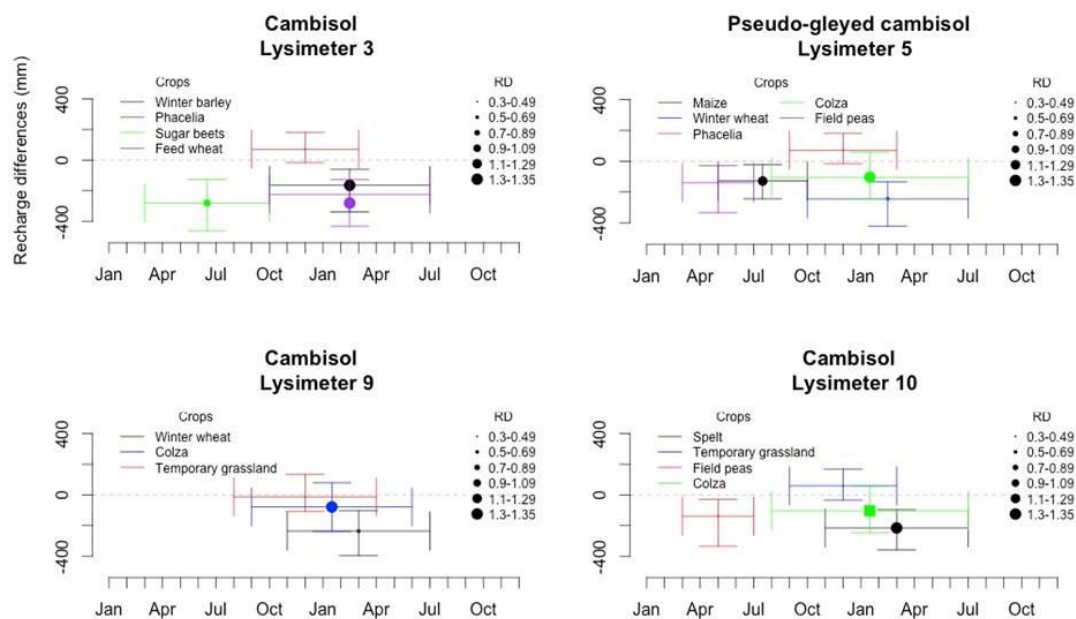 Cambisol
Lysimeter 3
Recharge differences (mm)
400
0
-400
Crops
Winter barley
Phacelia
Sugar beets
Feed wheat
RD
0.3-0.49
0.5-0.69
0.7-0.89
0.9-1.09
1.1-1.29
1.3-1.35
Jan Apr Jul Oct Jan Apr Jul Oct
Pseudo-gleyed cambisol
Lysimeter 5
400
0
-400
Crops
Maize Colza
Winter wheat Field peas
Phacelia
RD
0.3-0.49
0.5-0.69
0.7-0.89
0.9-1.09
1.1-1.29
1.3-1.35
Jan Apr Jul Oct Jan Apr Jul Oct
Cambisol
Lysimeter 9
400
0
-400
Crops
Winter wheat
Colza
Temporary grassland
RD
0.3-0.49
0.5-0.69
0.7-0.89
0.9-1.09
1.1-1.29
1.3-1.35
Jan Apr Jul Oct Jan Apr Jul Oct
Cambisol
Lysimeter 10
400
0
-400
Crops
Spelt
Temporary grassland
Field peas
Colza
RD
0.3-0.49
0.5-0.69
0.7-0.89
0.9-1.09
1.1-1.29
1.3-1.35
Jan Apr Jul Oct Jan Apr Jul Oct